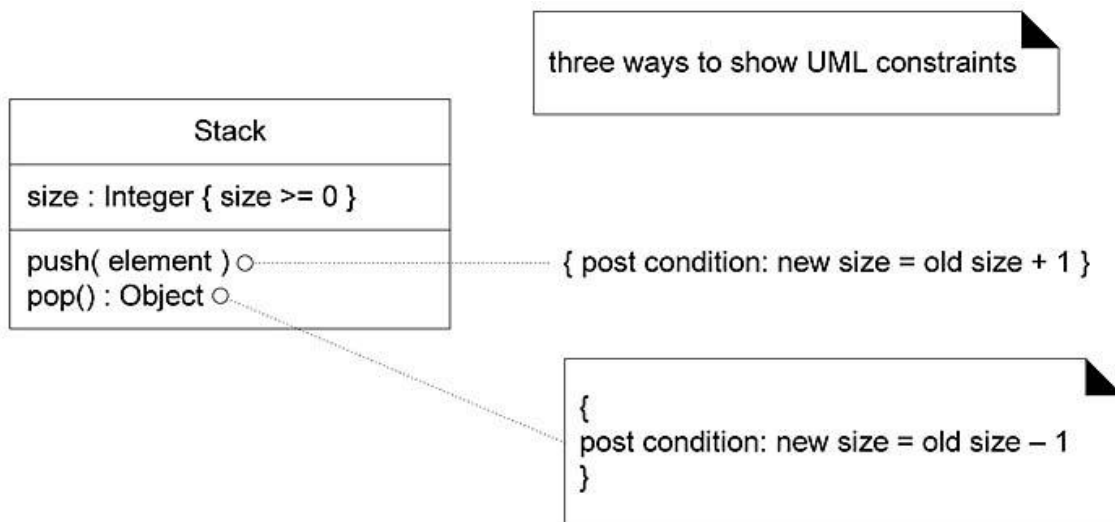 three ways to show UML constraints
Stack
size : Integer { size >= 0 }
push( element )
{ post condition: new size = old size + 1 }
pop() : Object
{
post condition: new size = old size – 1
}